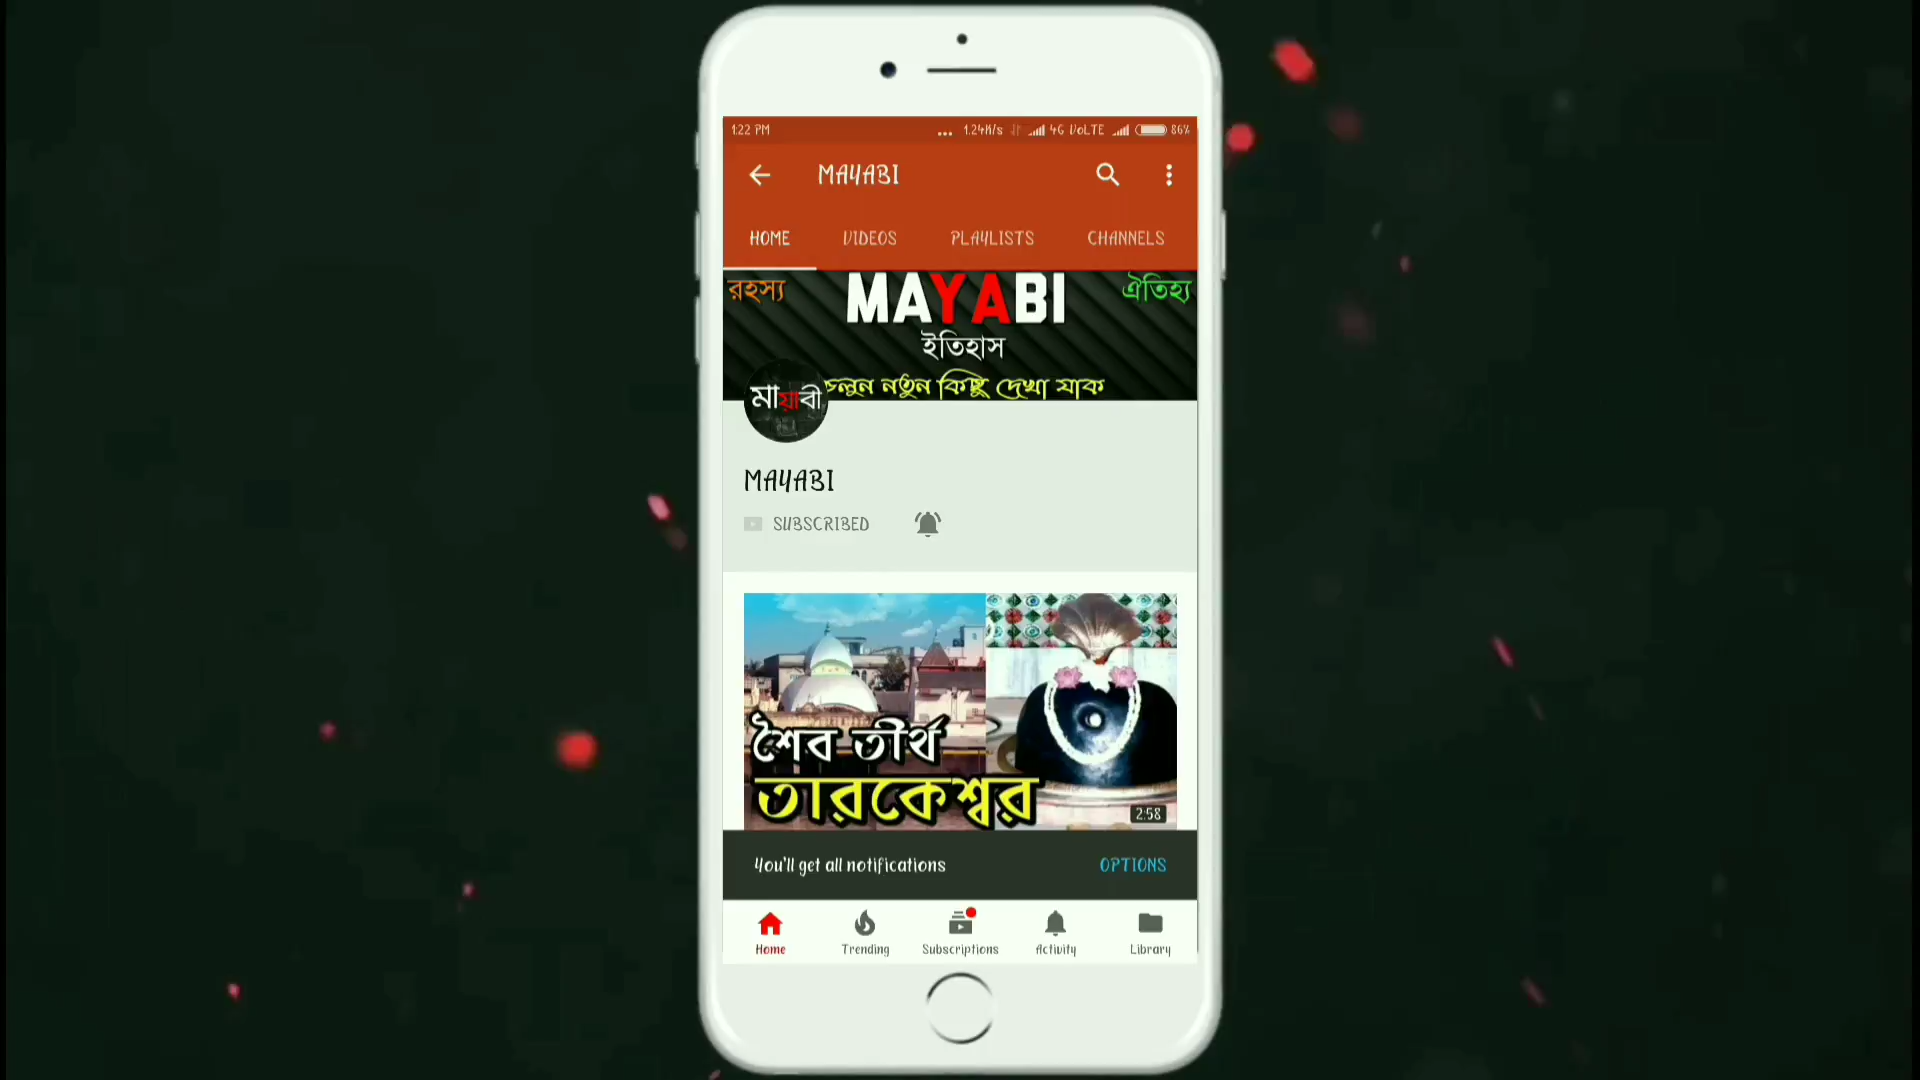 1:22 PM ... 1.24K/s 4G VoLTE 86%
MAYABI
HOME VIDEOS PLAYLISTS CHANNELS
রহস্য MAYABI ঐতিহ্য
ইতিহাস
চলুন নতুন কিছু দেখা যাক
মায়াবী
MAYABI
SUBSCRIBED
শৈব তীর্থ
তারকেশ্বর
2:58
You'll get all notifications OPTIONS
Home Trending Subscriptions Activity Library